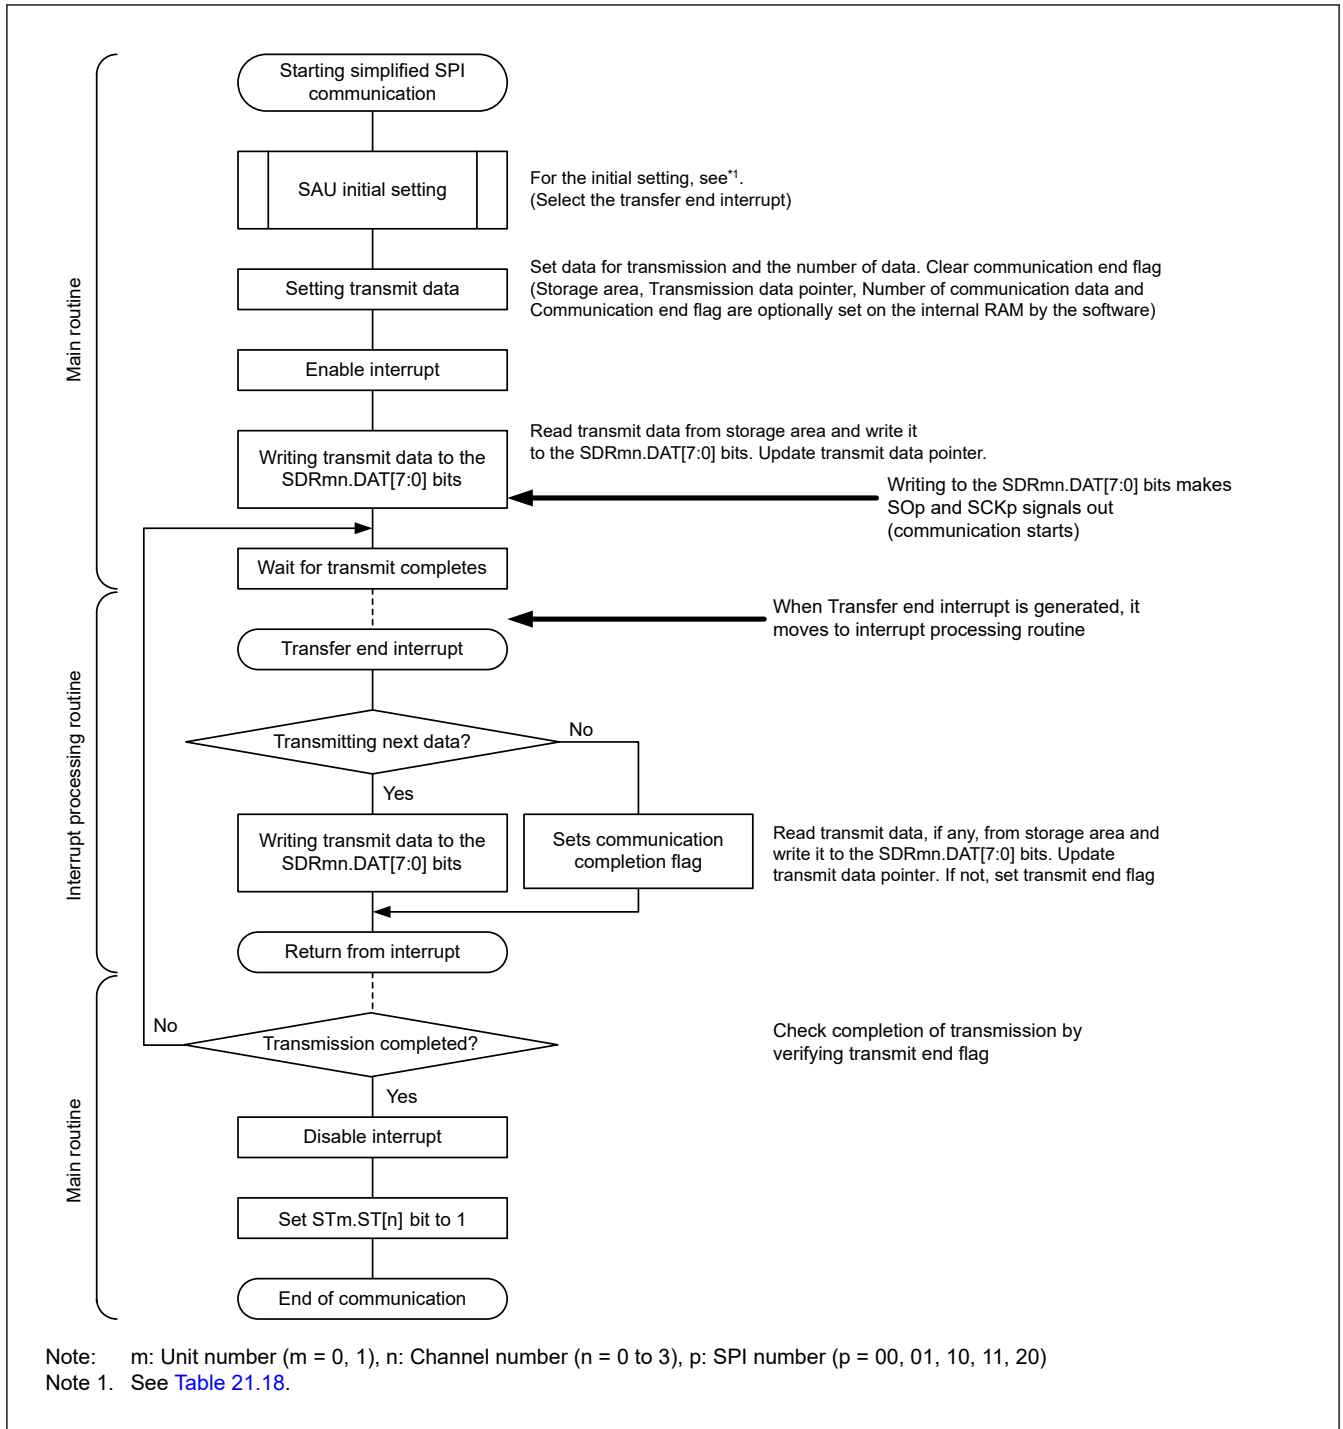 Starting simplified SPI
communication
SAU initial setting
For the initial setting, see*1.
(Select the transfer end interrupt)
Setting transmit data
Set data for transmission and the number of data. Clear communication end flag
(Storage area, Transmission data pointer, Number of communication data and
Communication end flag are optionally set on the internal RAM by the software)
Main routine
Enable interrupt
Writing transmit data to the
SDRmn.DAT[7:0] bits
Read transmit data from storage area and write it
to the SDRmn.DAT[7:0] bits. Update transmit data pointer.
Writing to the SDRmn.DAT[7:0] bits makes
SOp and SCKp signals out
(communication starts)
Wait for transmit completes
When Transfer end interrupt is generated, it
moves to interrupt processing routine
Transfer end interrupt
Interrupt processing routine
Transmitting next data?
No
Yes
Writing transmit data to the
SDRmn.DAT[7:0] bits
Sets communication
completion flag
Read transmit data, if any, from storage area and
write it to the SDRmn.DAT[7:0] bits. Update
transmit data pointer. If not, set transmit end flag
Return from interrupt
No
Transmission completed?
Check completion of transmission by
verifying transmit end flag
Yes
Main routine
Disable interrupt
Set STm.ST[n] bit to 1
End of communication
Note: m: Unit number (m = 0, 1), n: Channel number (n = 0 to 3), p: SPI number (p = 00, 01, 10, 11, 20)
Note 1. See Table 21.18.